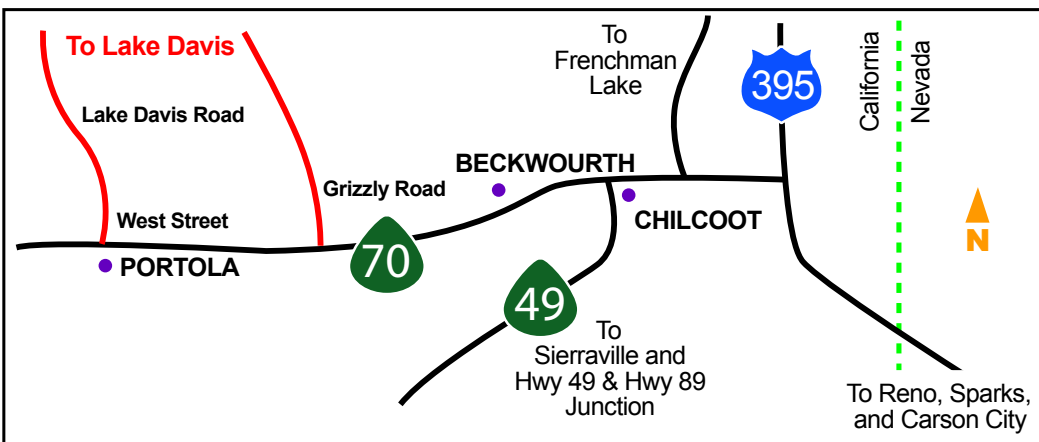 To Lake Davis
Lake Davis Road
To
Frenchman
Lake
395
California
Nevada
BECKWOURTH
Grizzly Road
West Street
CHILCOOT
N
PORTOLA
70
49
To
Sierraville and
Hwy 49 & Hwy 89
Junction
To Reno, Sparks,
and Carson City